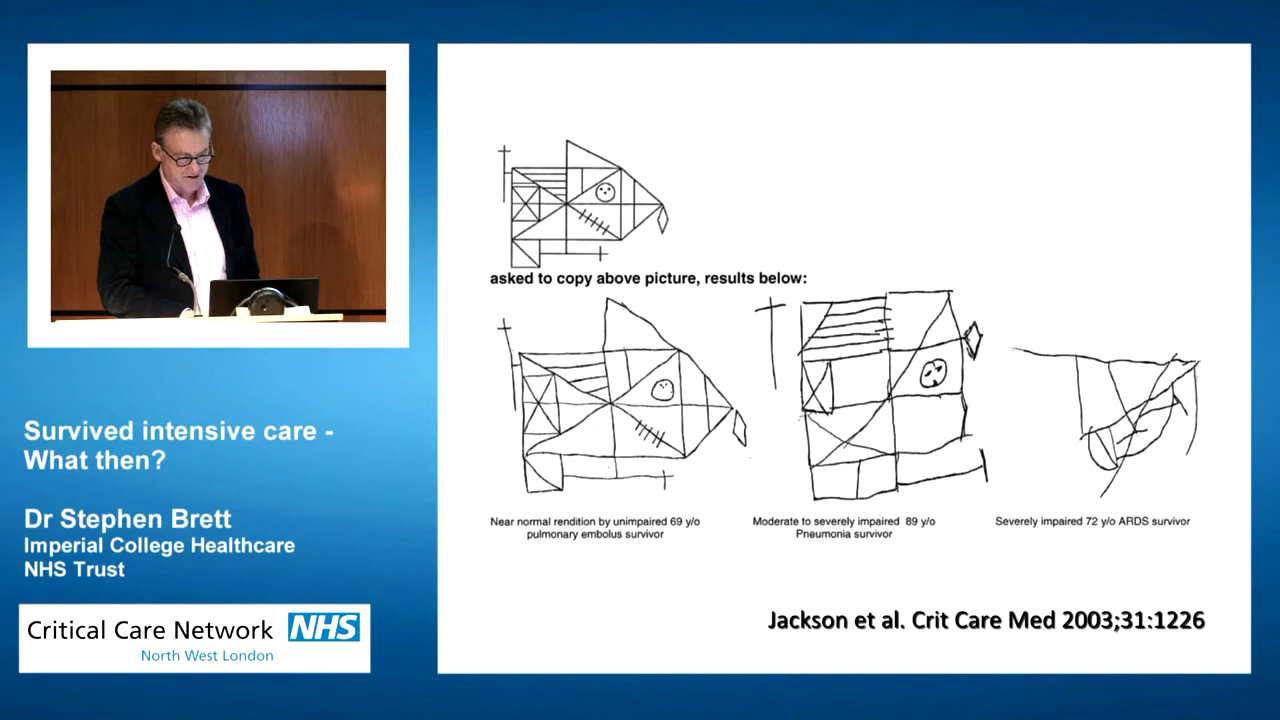 asked to copy above picture, results below:
Near normal rendition by unimpaired 69 y/o
pulmonary embolus survivor
Moderate to severely impaired 89 y/o
Pneumonia survivor
Severely impaired 72 y/o ARDS survivor
Jackson et al. Crit Care Med 2003;31:1226
Survived intensive care -
What then?
Dr Stephen Brett
Imperial College Healthcare
NHS Trust
Critical Care Network NHS
North West London